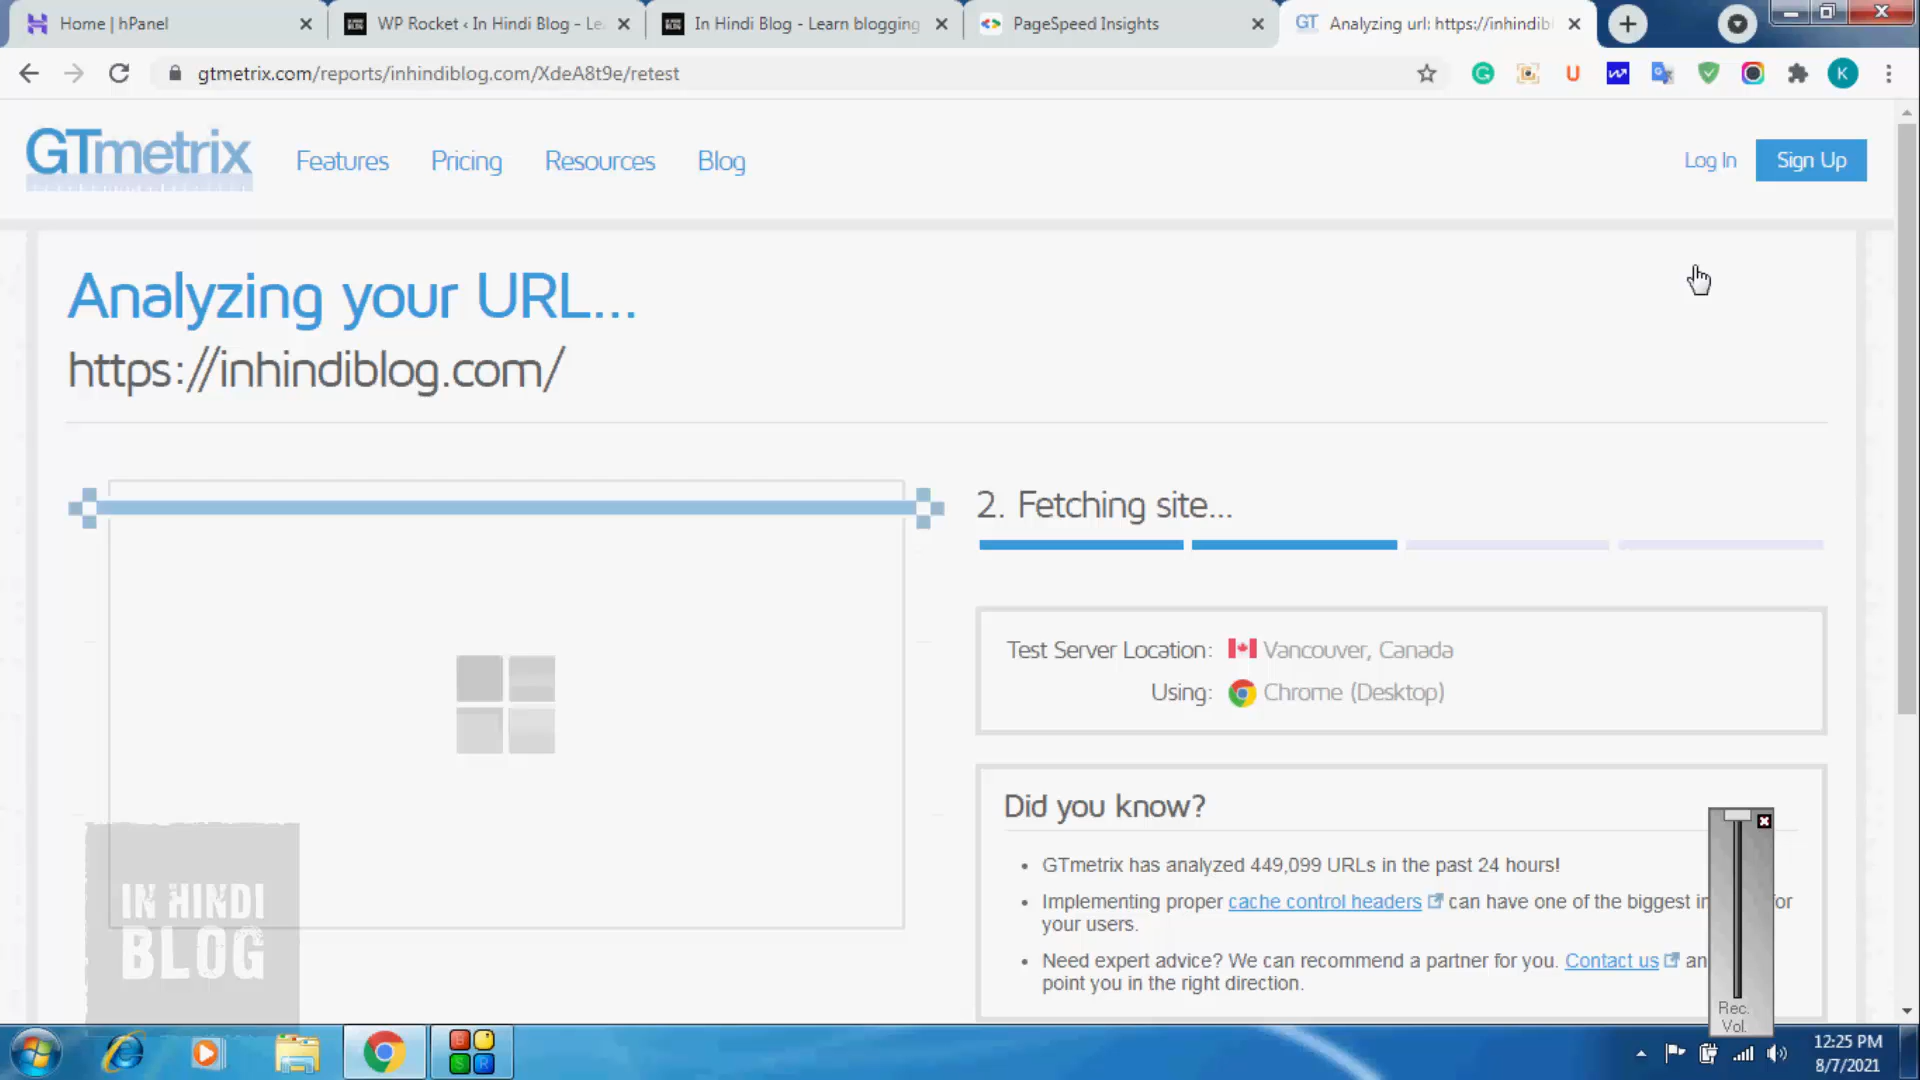 Home | hPanel
WP Rocket ‹ In Hindi Blog - Le
In Hindi Blog - Learn blogging
PageSpeed Insights
GT Analyzing url: https://inhindib
gtmetrix.com/reports/inhindiblog.com/XdeA8t9e/retest
K
GTmetrix
Features
Pricing
Resources
Blog
Log In
Sign Up
Analyzing your URL...
https://inhindiblog.com/
2. Fetching site...
Test Server Location: Vancouver, Canada
Using: Chrome (Desktop)
Did you know?
GTmetrix has analyzed 449,099 URLs in the past 24 hours!
Implementing proper cache control headers can have one of the biggest
your users.
Need expert advice? We can recommend a partner for you. Contact us
point you in the right direction.
Rec.
Vol.
IN HINDI
BLOG
12:25 PM
8/7/2021